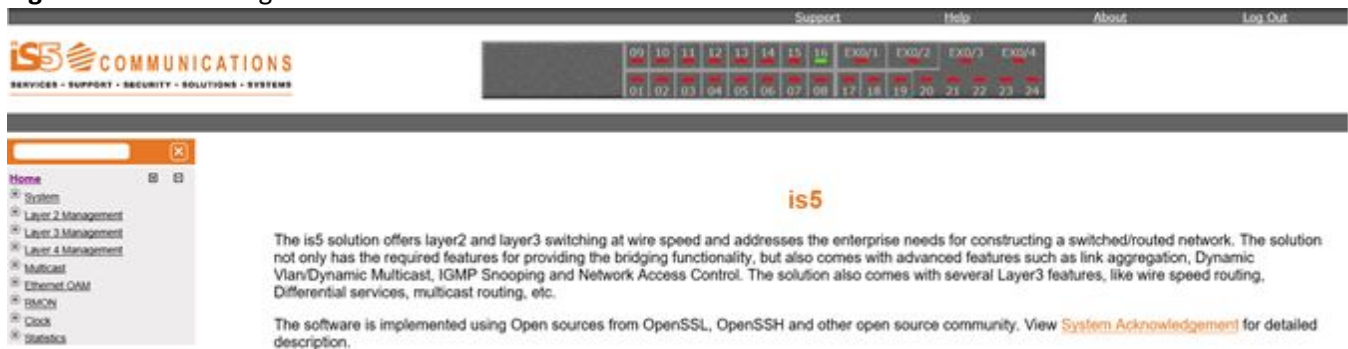 Support Help About Log Out
iS5 COMMUNICATIONS
SERVICES - SUPPORT - SECURITY - SOLUTIONS - SYSTEMS
09 10 11 12 13 14 15 16 EX0/1 EX0/2 EX0/3 EX0/4
01 02 03 04 05 06 07 08 17 18 19 20 21 22 23 24
Home
System
Layer 2 Management
Layer 3 Management
Layer 4 Management
Multicast
Ethernet OAM
RMON
Clock
Statistics
is5
The is5 solution offers layer2 and layer3 switching at wire speed and addresses the enterprise needs for constructing a switched/routed network. The solution
not only has the required features for providing the bridging functionality, but also comes with advanced features such as link aggregation, Dynamic
Vlan/Dynamic Multicast, IGMP Snooping and Network Access Control. The solution also comes with several Layer3 features, like wire speed routing,
Differential services, multicast routing, etc.
The software is implemented using Open sources from OpenSSL, OpenSSH and other open source community. View System Acknowledgement for detailed
description.